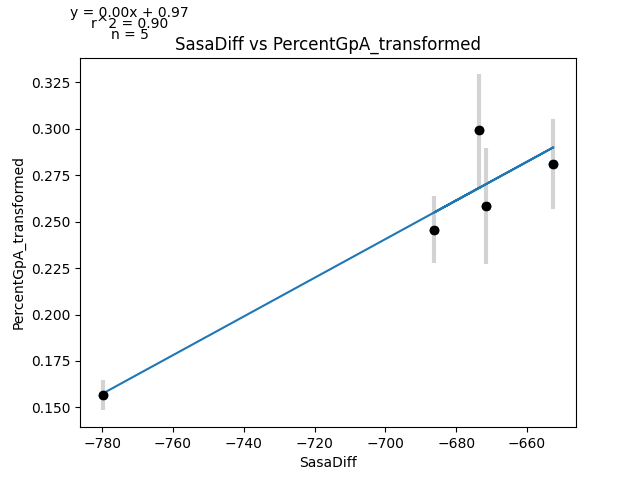 y = 0.00x + 0.97
r^2 = 0.90
n = 5
SasaDiff vs PercentGpA_transformed
0.325
0.300
0.275
0.250
0.225
0.200
0.175
0.150
PercentGpA_transformed
−780
−760
−740
−720
−700
−680
−660
SasaDiff